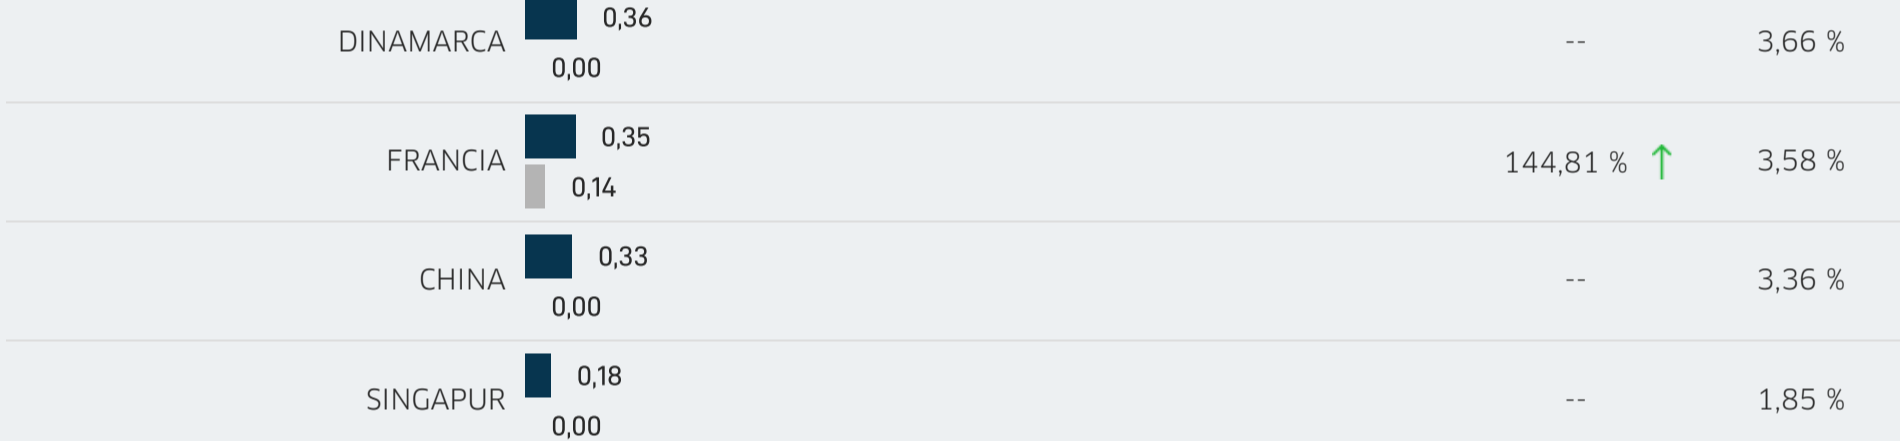 0,36
DINAMARCA -- 3,66 %
0,00
0,35
FRANCIA 144,81 % ↑ 3,58 %
0,14
0,33
CHINA -- 3,36 %
0,00
0,18
SINGAPUR -- 1,85 %
0,00